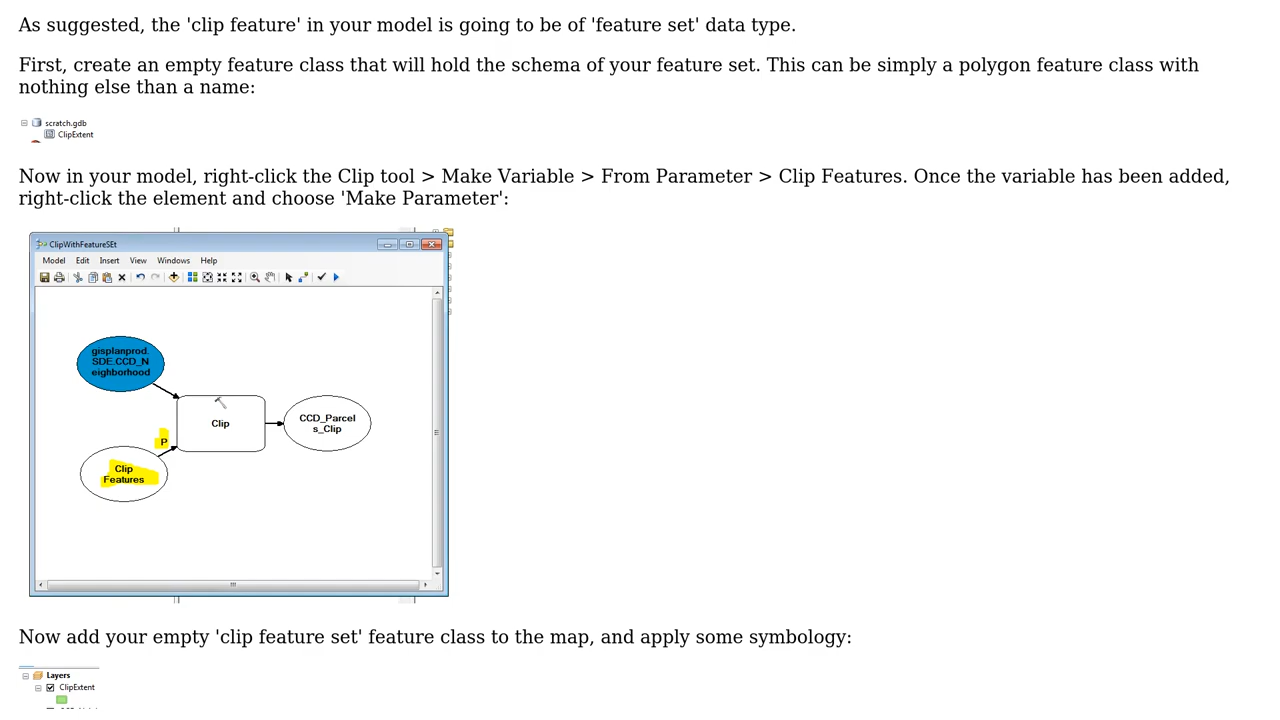 As suggested, the 'clip feature' in your model is going to be of 'feature set' data type.
First, create an empty feature class that will hold the schema of your feature set. This can be simply a polygon feature class with
nothing else than a name:
scratch.gdb
ClipExtent
Now in your model, right-click the Clip tool > Make Variable > From Parameter > Clip Features. Once the variable has been added,
right-click the element and choose 'Make Parameter':
ClipWithFeatureSEt
Model Edit Insert View Windows Help
gisplanprod.
SDE.CCD_N
eighborhood
Clip
CCD_Parcel
s_Clip
P
Clip
Features
Now add your empty 'clip feature set' feature class to the map, and apply some symbology:
Layers
ClipExtent